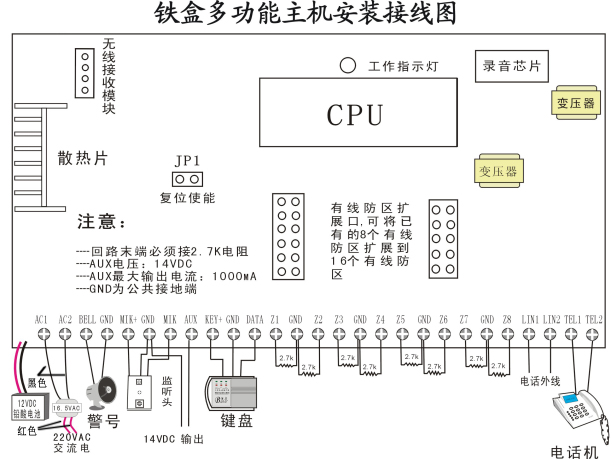 铁盒多功能主机安装接线图
无线接收模块
工作指示灯
录音芯片
变压器
CPU
散热片
JP1
复位使能
变压器
注意：
----回路末端必须接2.7K电阻
----AUX电压：14VDC
----AUX最大输出电流：1000mA
----GND为公共接地端
有线防区扩
展口,可将已
有的8个有线
防区扩展到
16个有线防
区
AC1 AC2 BELL GND MIK+ GND MIK AUX KEY+ GND DATA Z1 GND Z2 Z3 GND Z4 Z5 GND Z6 Z7 GND Z8 LIN1 LIN2 TEL1 TEL2
2.7k 2.7k 2.7k 2.7k 2.7k 2.7k 2.7k 2.7k
黑色
12VDC
铅酸电池
16.5VAC
红色
220VAC
交流电
警号
监听头
14VDC 输出
键盘
电话外线
电话机